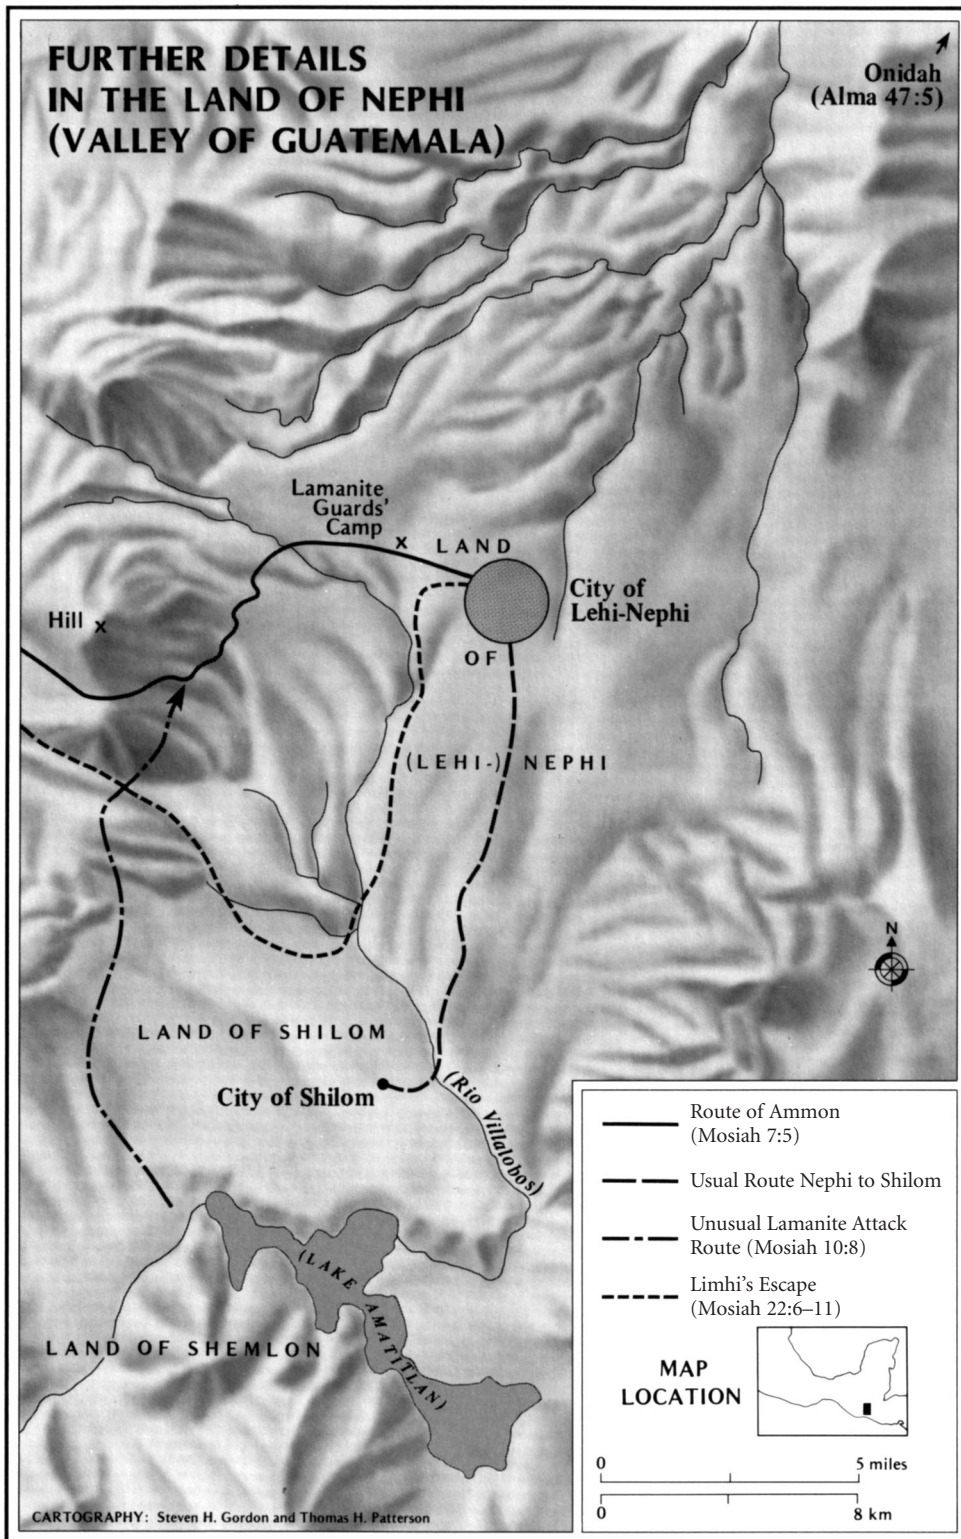 FURTHER DETAILS
IN THE LAND OF NEPHI
(VALLEY OF GUATEMALA)
Onidah
(Alma 47:5)
Lamanite
Guards'
Camp x
LAND
City of
Lehi-Nephi
Hill x
OF
(LEHI-) NEPHI
N
LAND OF SHILOM
City of Shilom
(Rio Villalobos)
(LAKE AMATITLAN)
LAND OF SHEMLON
Route of Ammon
(Mosiah 7:5)
Usual Route Nephi to Shilom
Unusual Lamanite Attack
Route (Mosiah 10:8)
Limhi's Escape
(Mosiah 22:6–11)
MAP
LOCATION
0 5 miles
0 8 km
CARTOGRAPHY: Steven H. Gordon and Thomas H. Patterson